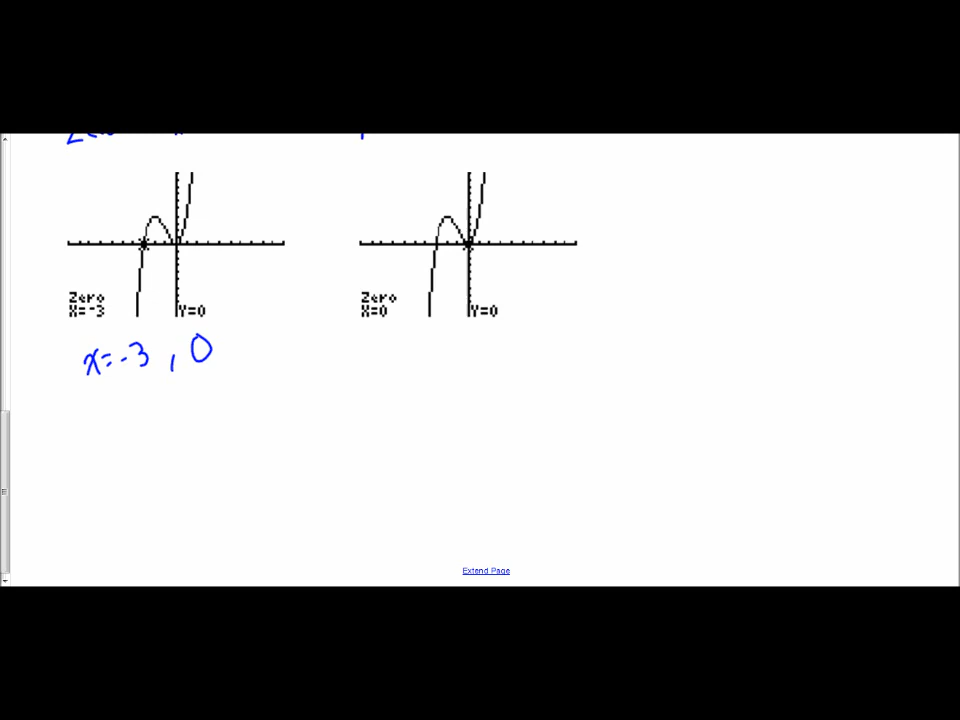 Zero Zero
X=-3 Y=0 X=0 Y=0
x=-3 , 0
Extend Page